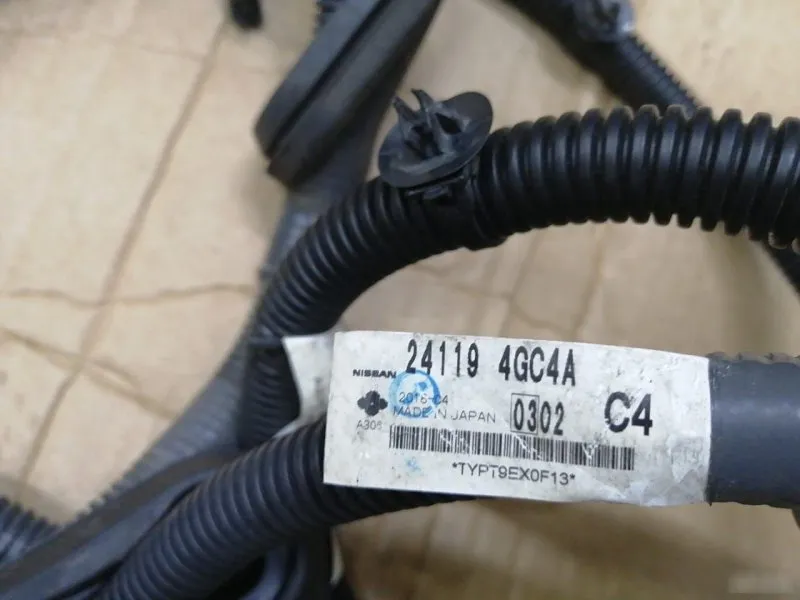 24119 4GC4A
NISSAN
2016-04
MADE IN JAPAN 0302 C4
A306
*TYPT9EX0F13*